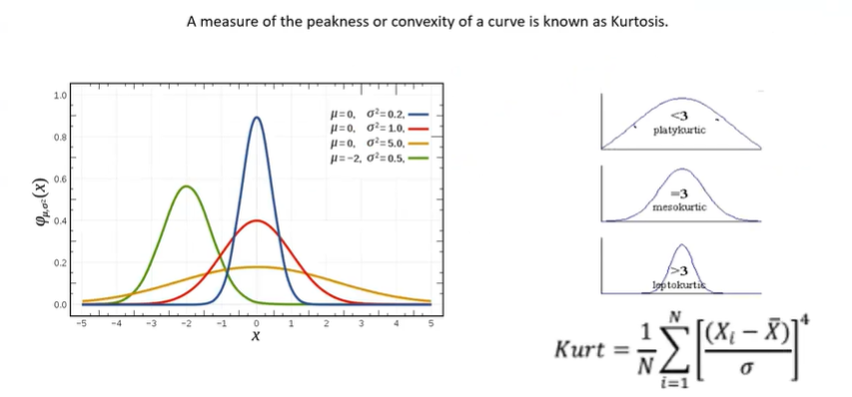 A measure of the peakness or convexity of a curve is known as Kurtosis.
μ=0, σ²=0.2,
μ=0, σ²=1.0,
μ=0, σ²=5.0,
μ=-2, σ²=0.5,
φμ,σ²(x)
1.0
0.8
0.6
0.4
0.2
0.0
-5 -4 -3 -2 -1 0 1 2 3 4 5
x
<3
platykurtic
=3
mesokurtic
>3
leptokurtic
Kurt = 1/N ∑ i=1 N [(Xᵢ − X̄)/σ]⁴